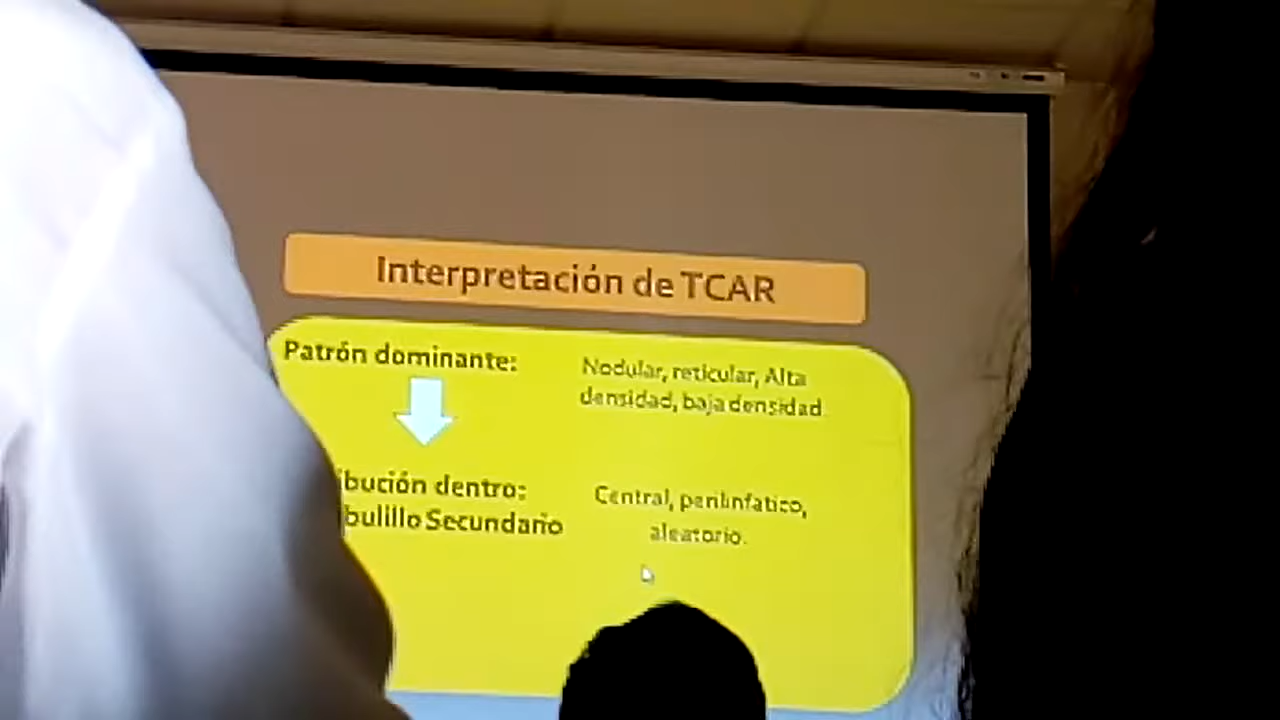 Interpretación de TCAR
Patrón dominante:
Nodular, reticular, Alta
densidad, baja densidad.
ibución dentro:
bulillo Secundario
Central, perilinfatico,
aleatorio.